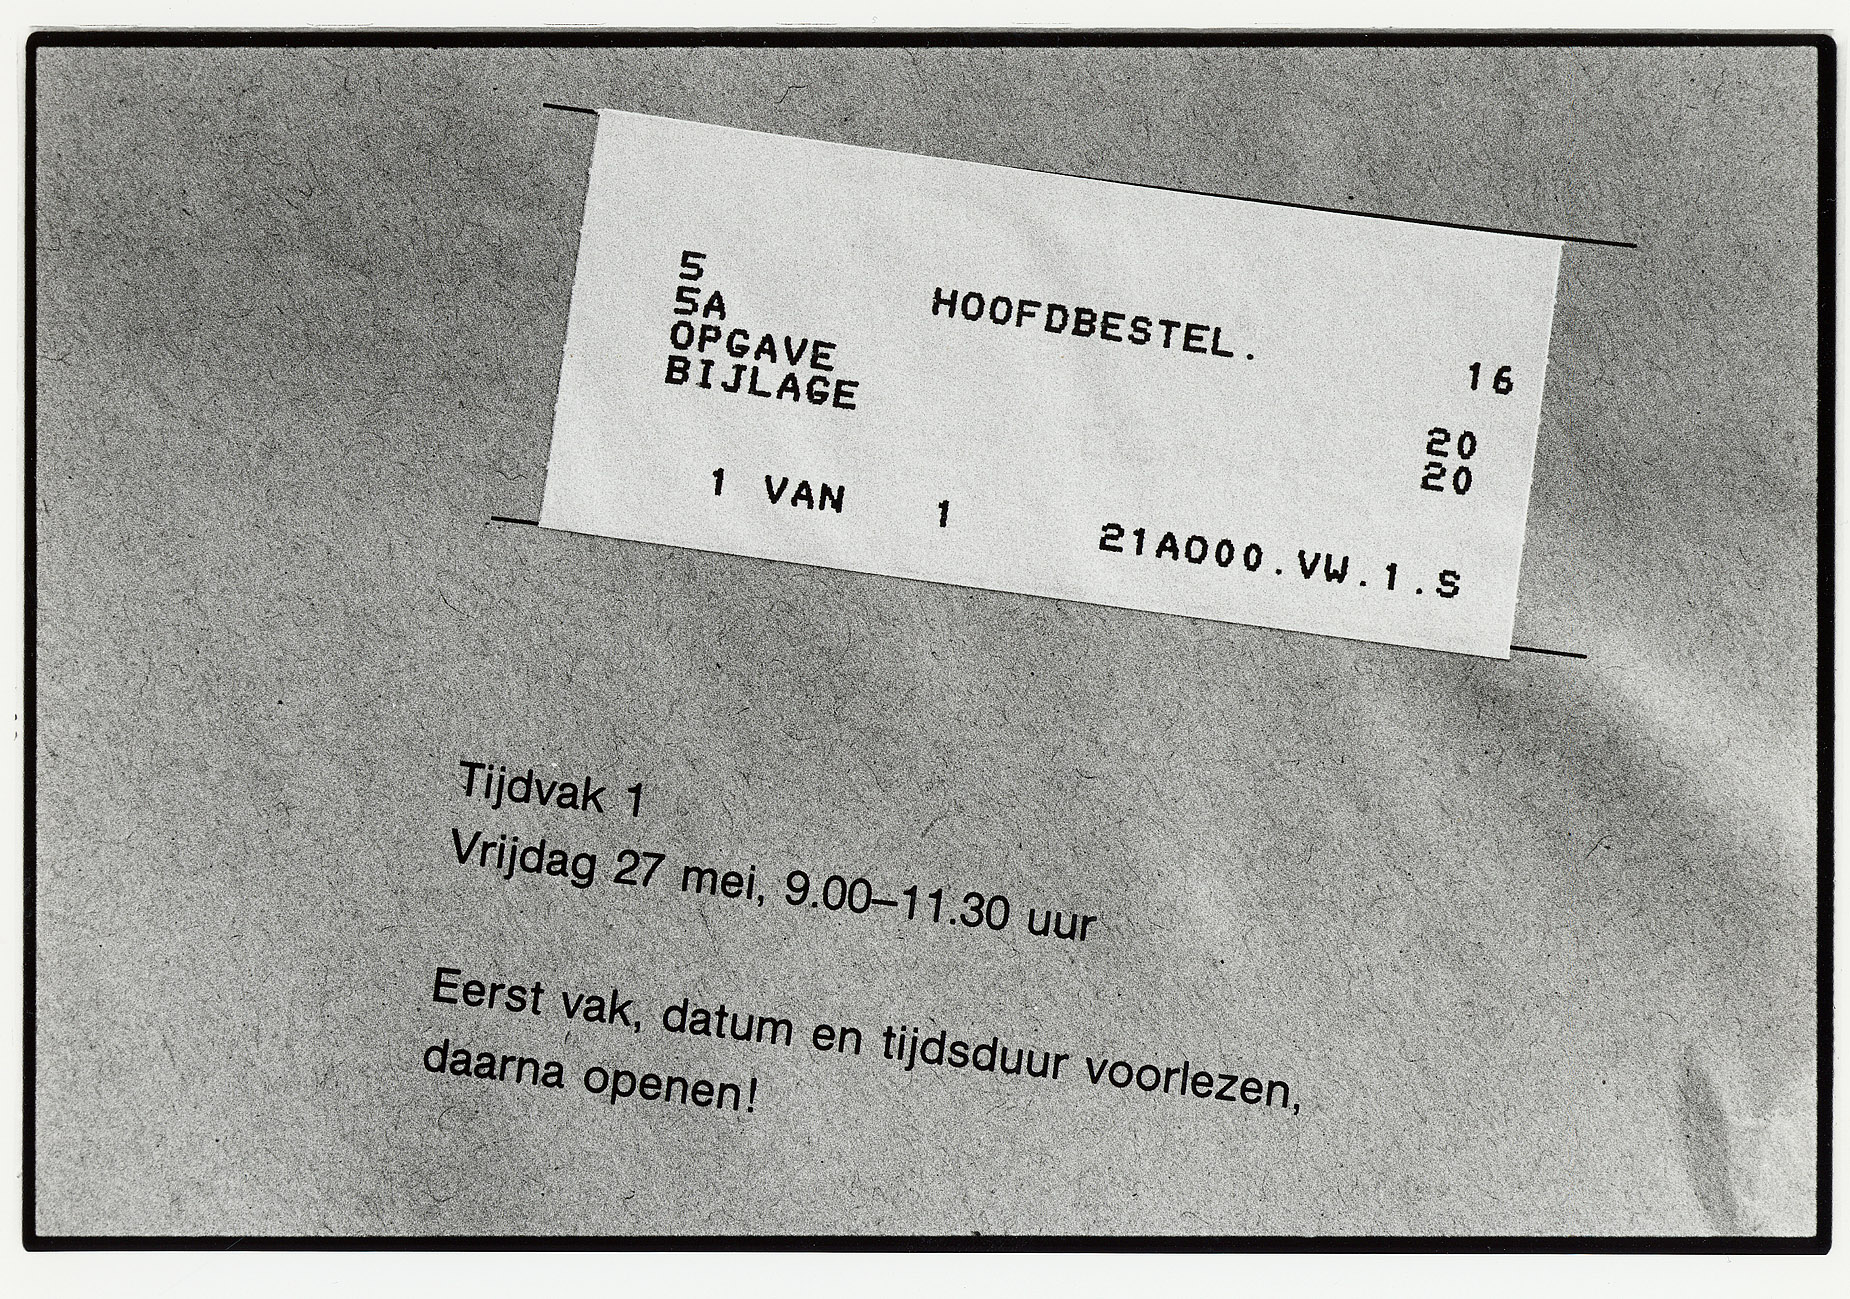 5 HOOFDBESTEL. 16
5A
OPGAVE 20
BIJLAGE 20
1 VAN 1 21A000.VW.1.S
Tijdvak 1
Vrijdag 27 mei, 9.00–11.30 uur
Eerst vak, datum en tijdsduur voorlezen,
daarna openen!